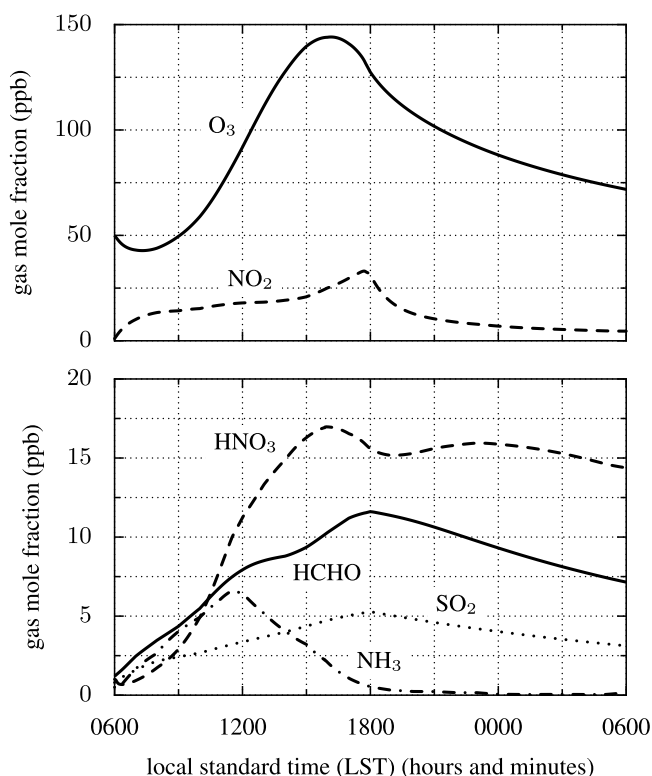 150
100
50
0
gas mole fraction (ppb)
O₃
NO₂
20
15
10
5
0
gas mole fraction (ppb)
HNO₃
HCHO
SO₂
NH₃
0600 1200 1800 0000 0600
local standard time (LST) (hours and minutes)